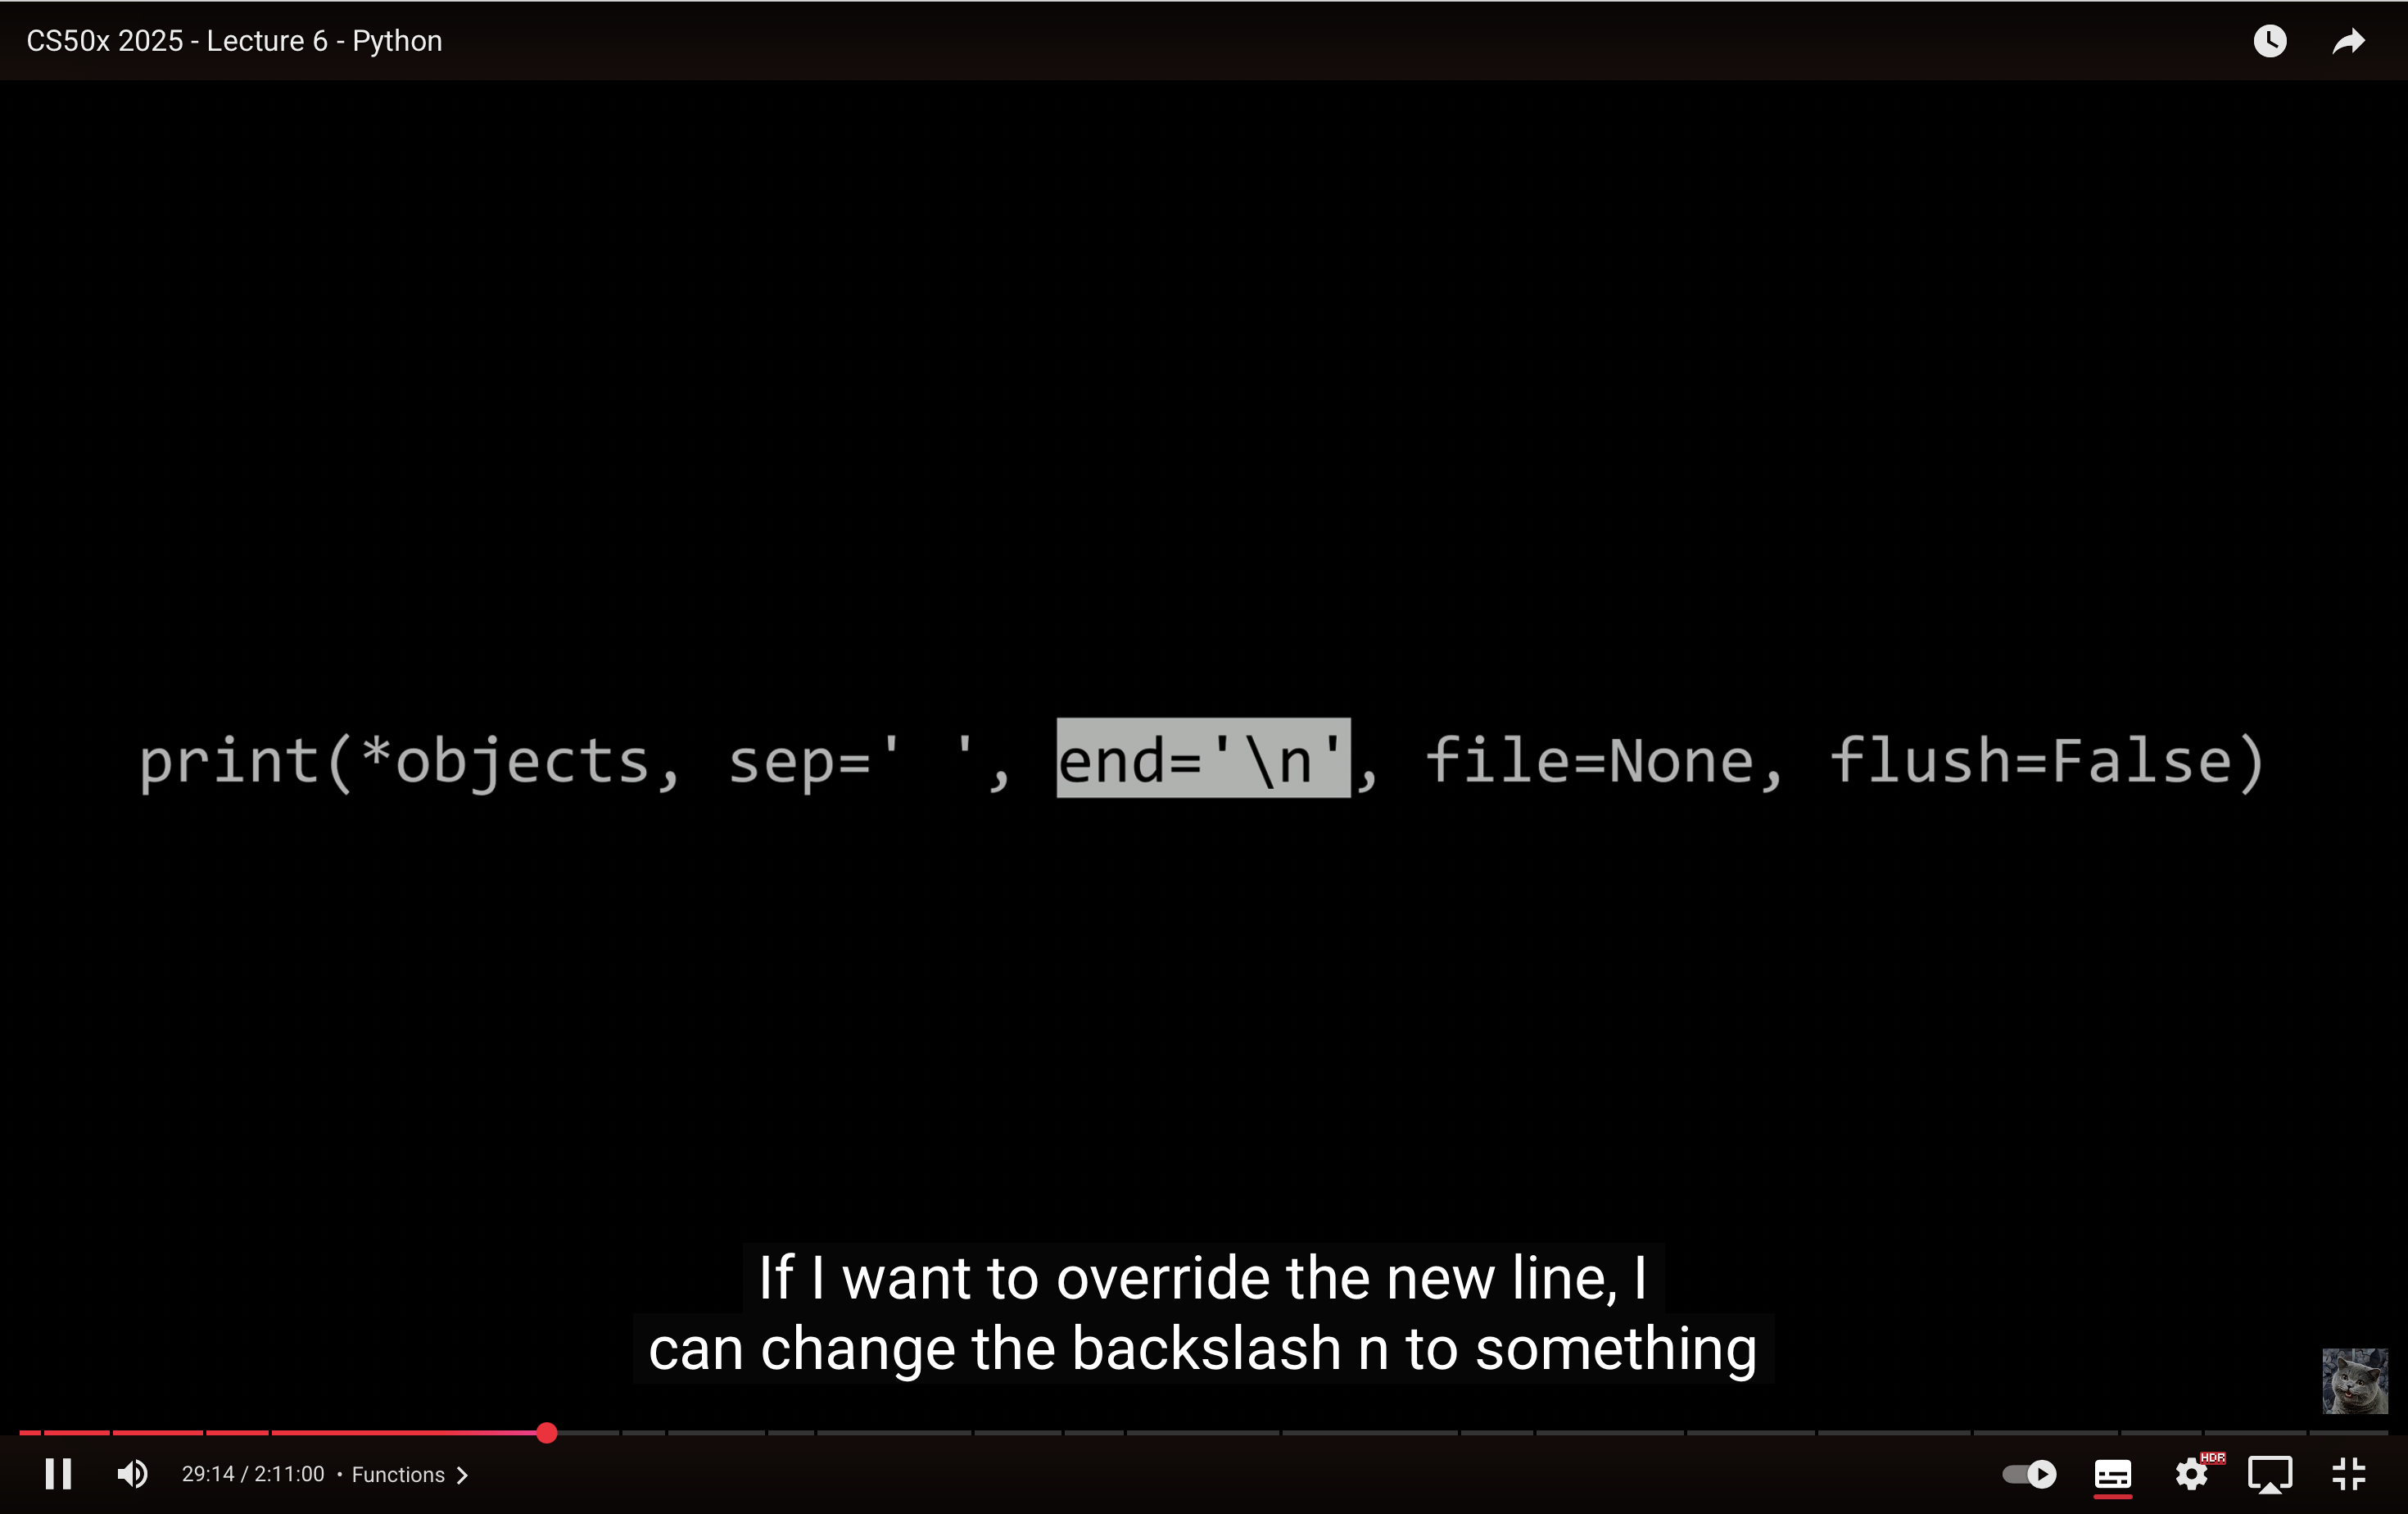 CS50x 2025 - Lecture 6 - Python
print(*objects, sep=' ', end='\n', file=None, flush=False)
If I want to override the new line, I
can change the backslash n to something
29:14 / 2:11:00 • Functions
HDR